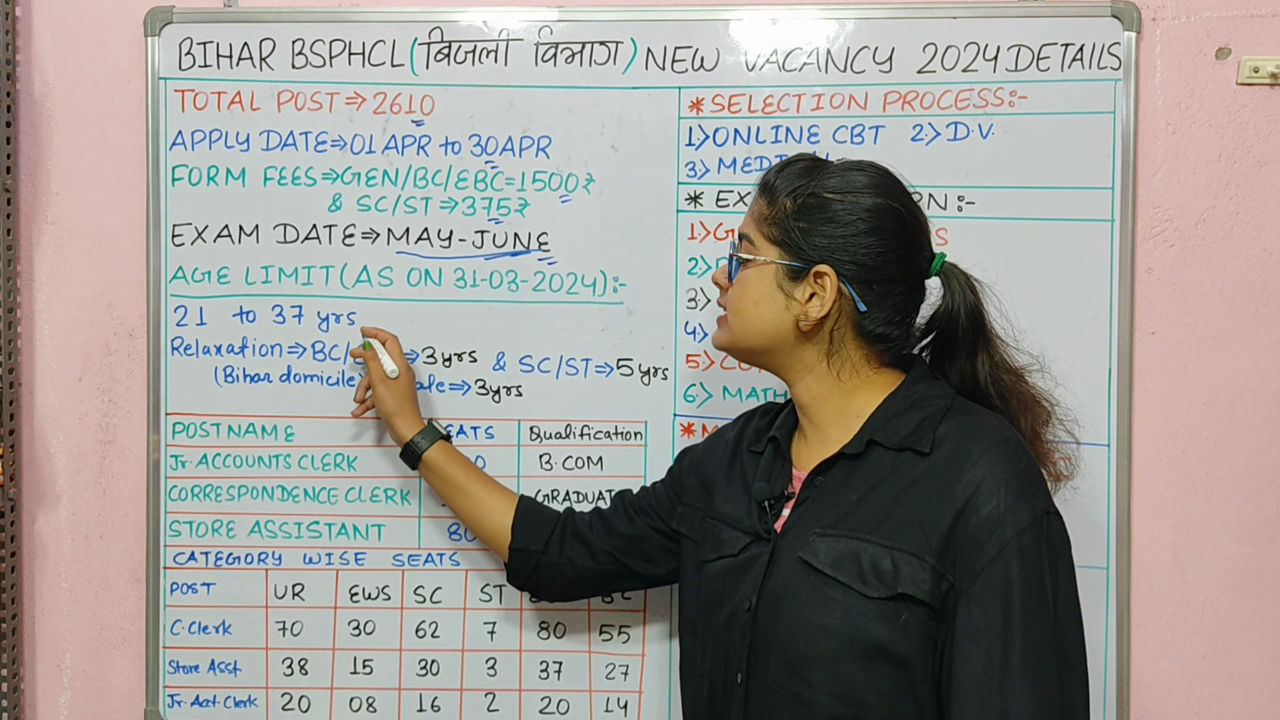 BIHAR BSPHCL (बिजली विभाग) NEW VACANCY 2024 DETAILS
TOTAL POST⇒2610
APPLY DATE⇒01 APR to 30APR
FORM FEES⇒GEN/BC/EBC=1500₹
& SC/ST⇒375₹
EXAM DATE⇒MAY-JUNE
AGE LIMIT(AS ON 31-03-2024):-
21 to 37 yrs
Relaxation⇒BC/ ⇒3yrs & SC/ST⇒5yrs
(Bihar domicile) ⇒3yrs
POSTNAME Qualification
Jr. ACCOUNTS CLERK B.COM
CORRESPONDENCE CLERK
STORE ASSISTANT
CATEGORY WISE SEATS
POST UR EWS SC ST
C.Clerk 70 30 62 7 80 55
Store Asst 38 15 30 3 37 27
Jr. Act. Clerk 20 08 16 2 20 14
*SELECTION PROCESS:-
1>ONLINE CBT 2>D.V.
3>
* :-
1>
2>
3>
4>
5>
6> MATH
*